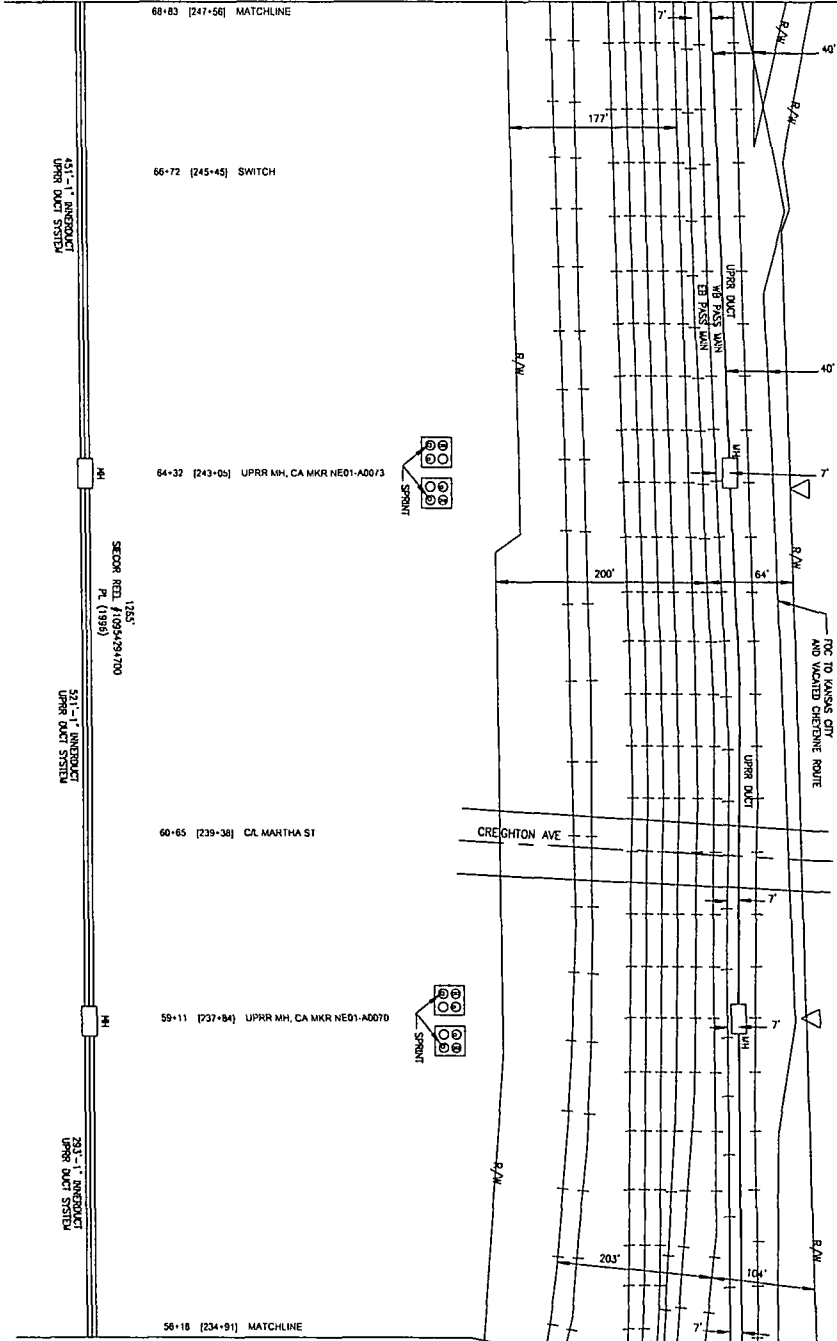 68+83 [247+56] MATCHLINE
66+72 [245+45] SWITCH
64+32 [243+05] UPRR MH, CA MKR NE01-A0073
60+65 [239+38] C/L MARTHA ST
59+11 [237+84] UPRR MH, CA MKR NE01-A0070
56+18 [234+91] MATCHLINE
451'-1" INNERDUCT
UPRR DUCT SYSTEM
MH
1265'
SIECOR REEL #1095429700
PL (1996)
521'-1" INNERDUCT
UPRR DUCT SYSTEM
MH
293'-1" INNERDUCT
UPRR DUCT SYSTEM
SPRINT
SPRINT
7'
R/W
R/W
40'
177'
UPRR DUCT
WB PASS MAIN
EB PASS MAIN
40'
R/W
MH
7'
R/W
200'
64'
FOC TO KANSAS CITY
AND VACATED CHEYENNE ROUTE
UPRR DUCT
CREIGHTON AVE
7'
7'
MH
R/W
R/W
203'
104'
7'